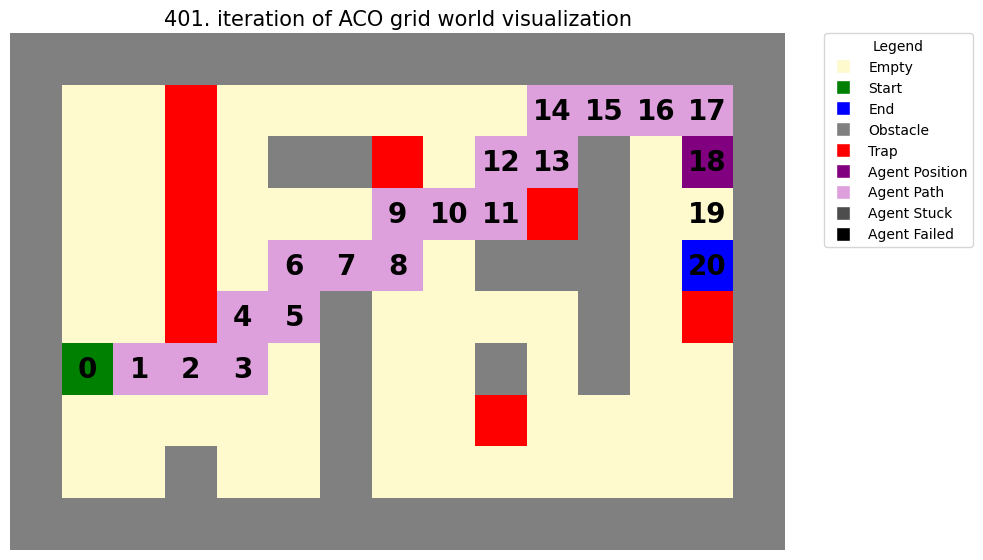 401. iteration of ACO grid world visualization
14 15 16 17
12 13 18
9 10 11 19
6 7 8 20
4 5
0 1 2 3
Legend
Empty
Start
End
Obstacle
Trap
Agent Position
Agent Path
Agent Stuck
Agent Failed